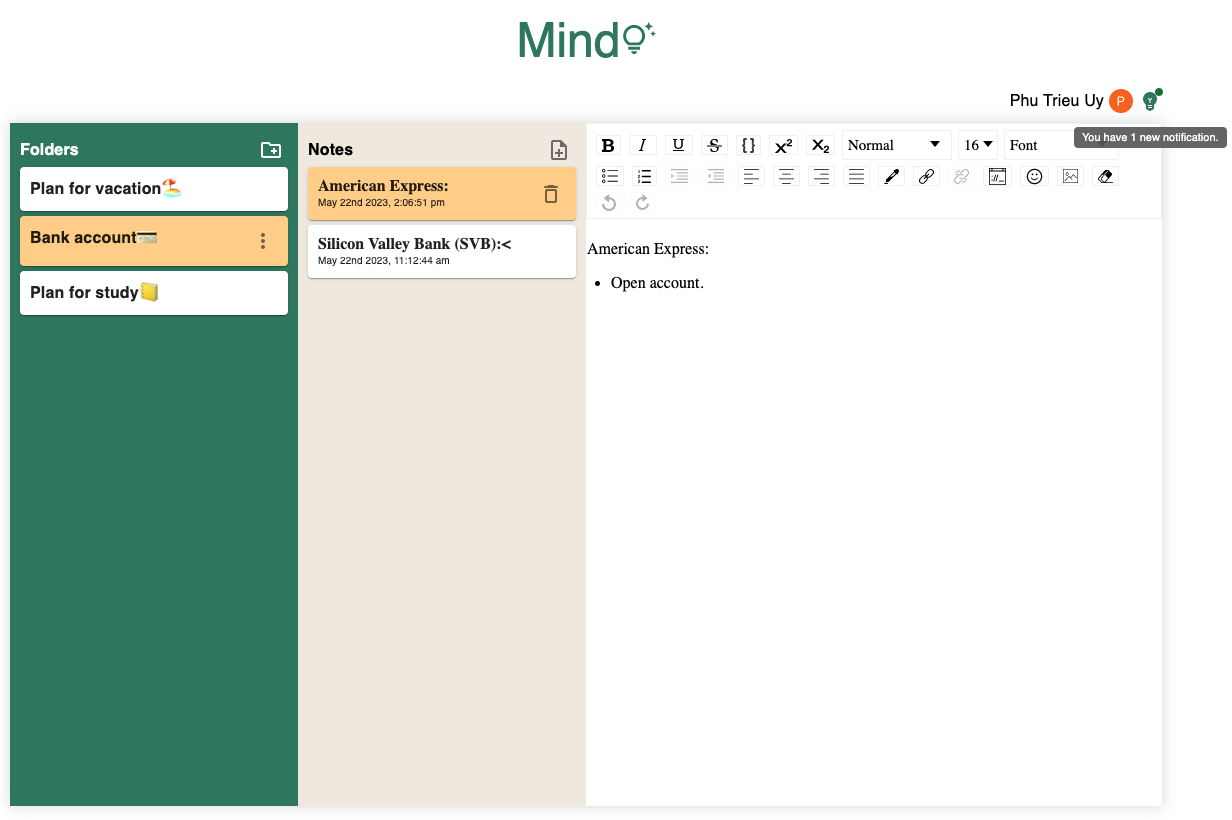 Mind
Phu Trieu Uy P
You have 1 new notification.
Folders
Plan for vacation🏖️
Bank account💳
Plan for study📒
Notes
American Express:
May 22nd 2023, 2:06:51 pm
Silicon Valley Bank (SVB):<
May 22nd 2023, 11:12:44 am
B I U S {} X² X₂ Normal 16 Font
American Express:
• Open account.